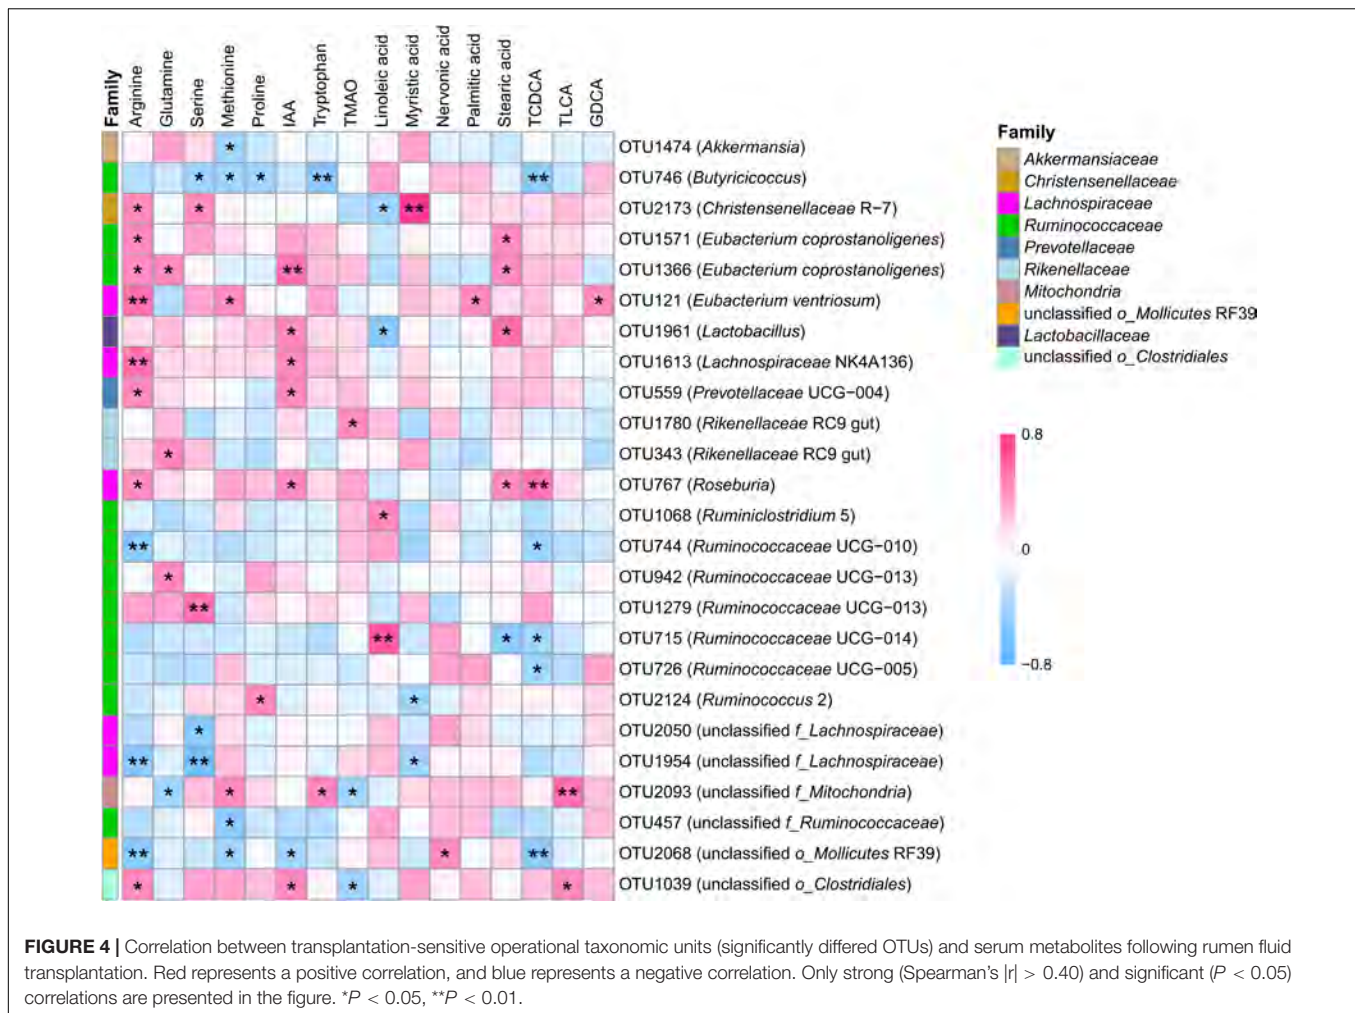 Family
Arginine
Glutamine
Serine
Methionine
Proline
IAA
Tryptophan
TMAO
Linoleic acid
Myristic acid
Nervonic acid
Palmitic acid
Stearic acid
TCDCA
TLCA
GDCA
* OTU1474 (Akkermansia)
* * * ** ** OTU746 (Butyricicoccus)
* * * ** OTU2173 (Christensenellaceae R−7)
* * OTU1571 (Eubacterium coprostanoligenes)
* * ** * OTU1366 (Eubacterium coprostanoligenes)
** * * * OTU121 (Eubacterium ventriosum)
* * * OTU1961 (Lactobacillus)
** * OTU1613 (Lachnospiraceae NK4A136)
* * OTU559 (Prevotellaceae UCG−004)
* OTU1780 (Rikenellaceae RC9 gut)
* OTU343 (Rikenellaceae RC9 gut)
* * * ** OTU767 (Roseburia)
* OTU1068 (Ruminiclostridium 5)
** * OTU744 (Ruminococcaceae UCG−010)
* OTU942 (Ruminococcaceae UCG−013)
** OTU1279 (Ruminococcaceae UCG−013)
** * * OTU715 (Ruminococcaceae UCG−014)
* OTU726 (Ruminococcaceae UCG−005)
* * OTU2124 (Ruminococcus 2)
* OTU2050 (unclassified f_Lachnospiraceae)
** ** * OTU1954 (unclassified f_Lachnospiraceae)
* * * * ** OTU2093 (unclassified f_Mitochondria)
* OTU457 (unclassified f_Ruminococcaceae)
** * * * ** OTU2068 (unclassified o_Mollicutes RF39)
* * * * OTU1039 (unclassified o_Clostridiales)
Family
Akkermansiaceae
Christensenellaceae
Lachnospiraceae
Ruminococcaceae
Prevotellaceae
Rikenellaceae
Mitochondria
unclassified o_Mollicutes RF39
Lactobacillaceae
unclassified o_Clostridiales
0.8
0
−0.8
FIGURE 4 | Correlation between transplantation-sensitive operational taxonomic units (significantly differed OTUs) and serum metabolites following rumen fluid
transplantation. Red represents a positive correlation, and blue represents a negative correlation. Only strong (Spearman's |r| > 0.40) and significant (P < 0.05)
correlations are presented in the figure. *P < 0.05, **P < 0.01.